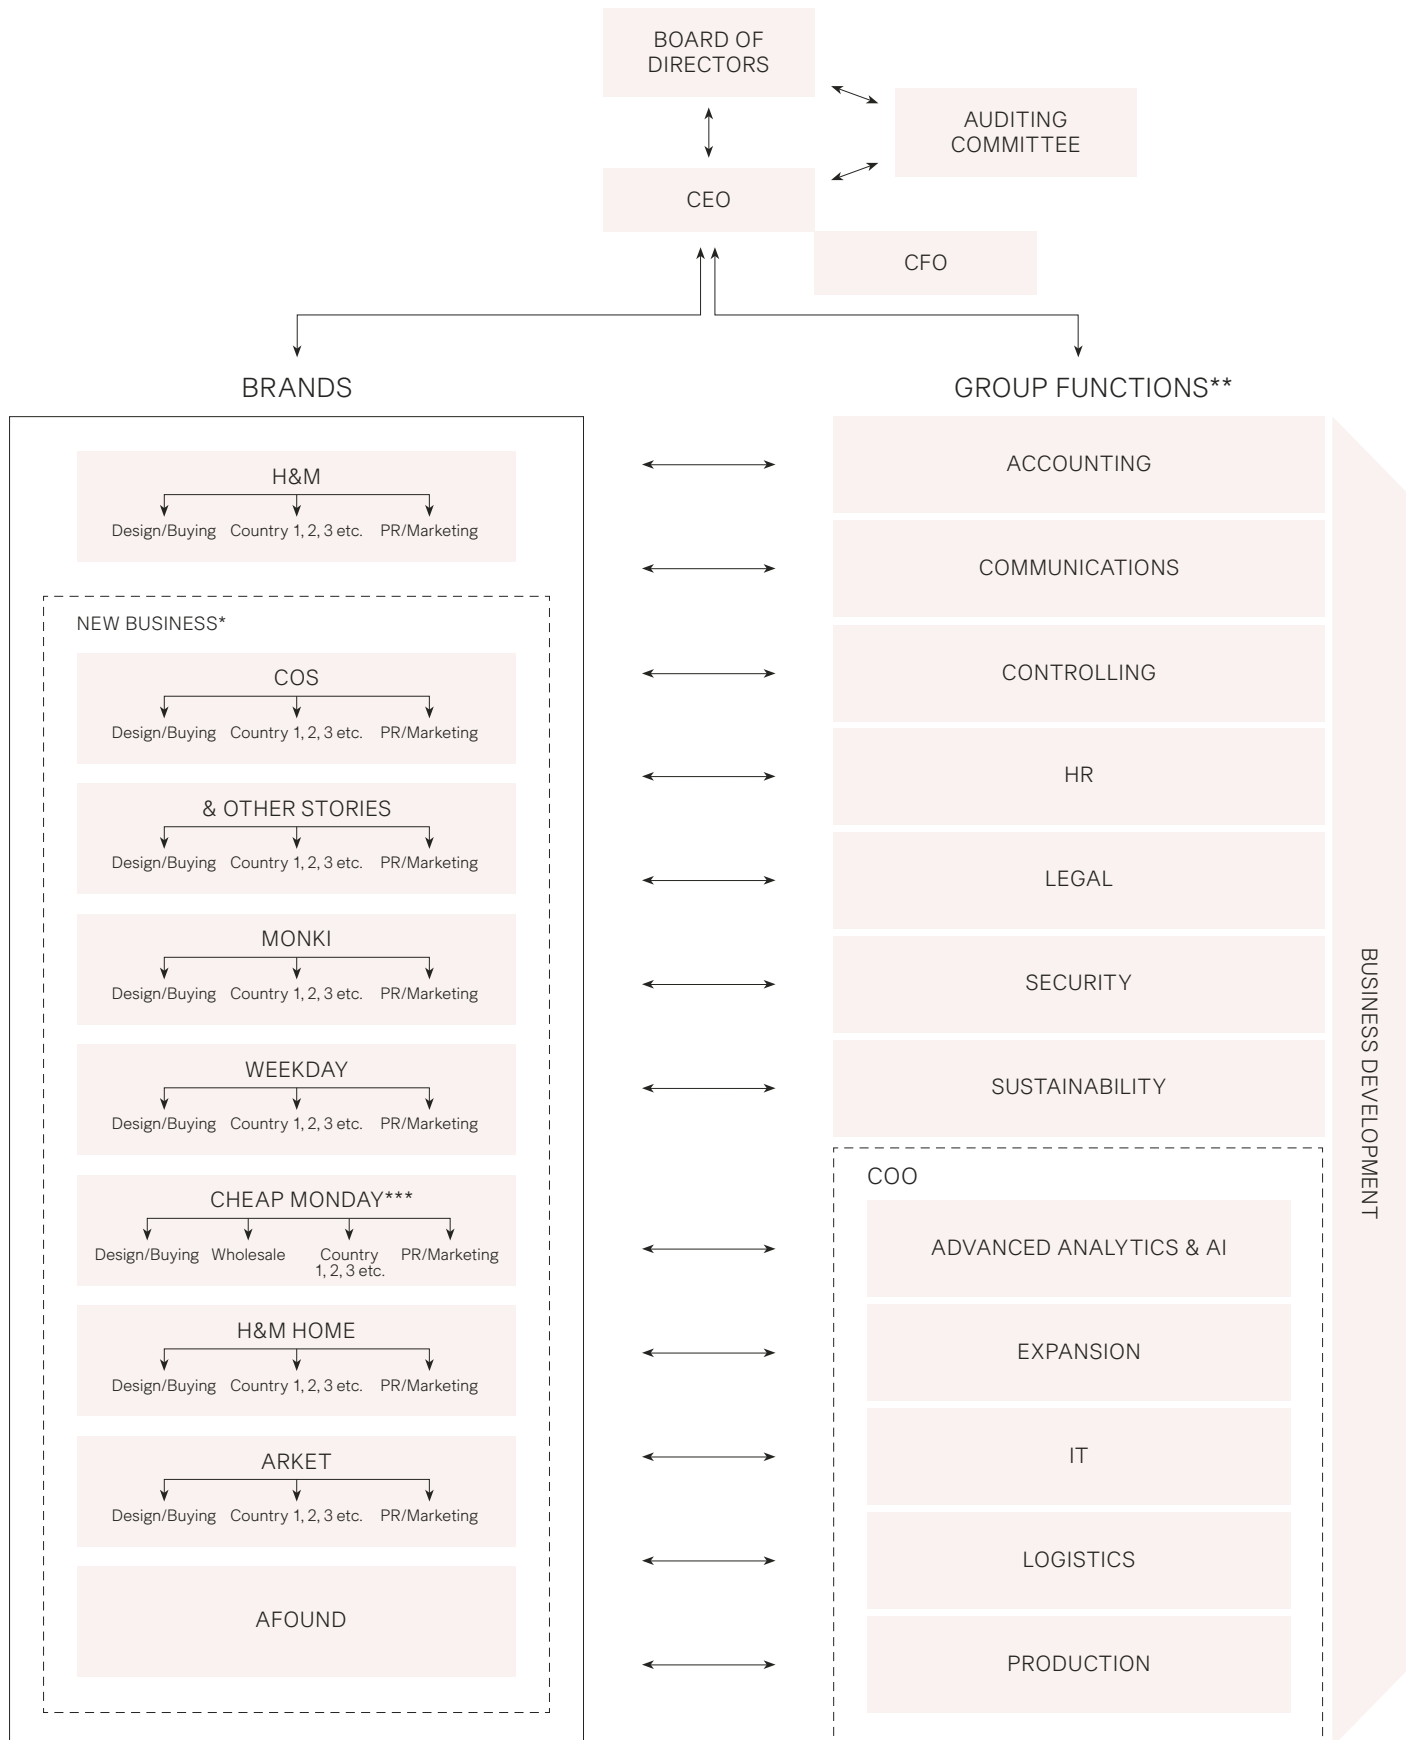 BOARD OF
DIRECTORS
AUDITING
COMMITTEE
CEO
CFO
BRANDS
H&M
Design/Buying Country 1, 2, 3 etc. PR/Marketing
NEW BUSINESS*
COS
Design/Buying Country 1, 2, 3 etc. PR/Marketing
& OTHER STORIES
Design/Buying Country 1, 2, 3 etc. PR/Marketing
MONKI
Design/Buying Country 1, 2, 3 etc. PR/Marketing
WEEKDAY
Design/Buying Country 1, 2, 3 etc. PR/Marketing
CHEAP MONDAY***
Design/Buying Wholesale Country PR/Marketing
1, 2, 3 etc.
H&M HOME
Design/Buying Country 1, 2, 3 etc. PR/Marketing
ARKET
Design/Buying Country 1, 2, 3 etc. PR/Marketing
AFOUND
GROUP FUNCTIONS**
ACCOUNTING
COMMUNICATIONS
CONTROLLING
HR
LEGAL
SECURITY
SUSTAINABILITY
COO
ADVANCED ANALYTICS & AI
EXPANSION
IT
LOGISTICS
PRODUCTION
BUSINESS DEVELOPMENT